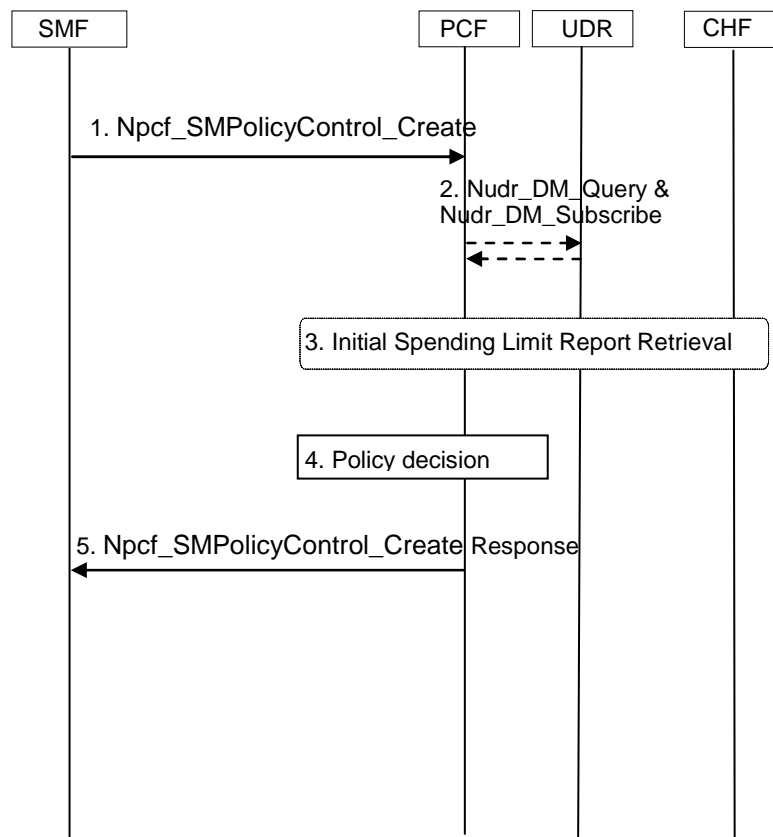 SMF PCF UDR CHF
1. Npcf_SMPolicyControl_Create
2. Nudr_DM_Query &
Nudr_DM_Subscribe
3. Initial Spending Limit Report Retrieval
4. Policy decision
5. Npcf_SMPolicyControl_Create Response